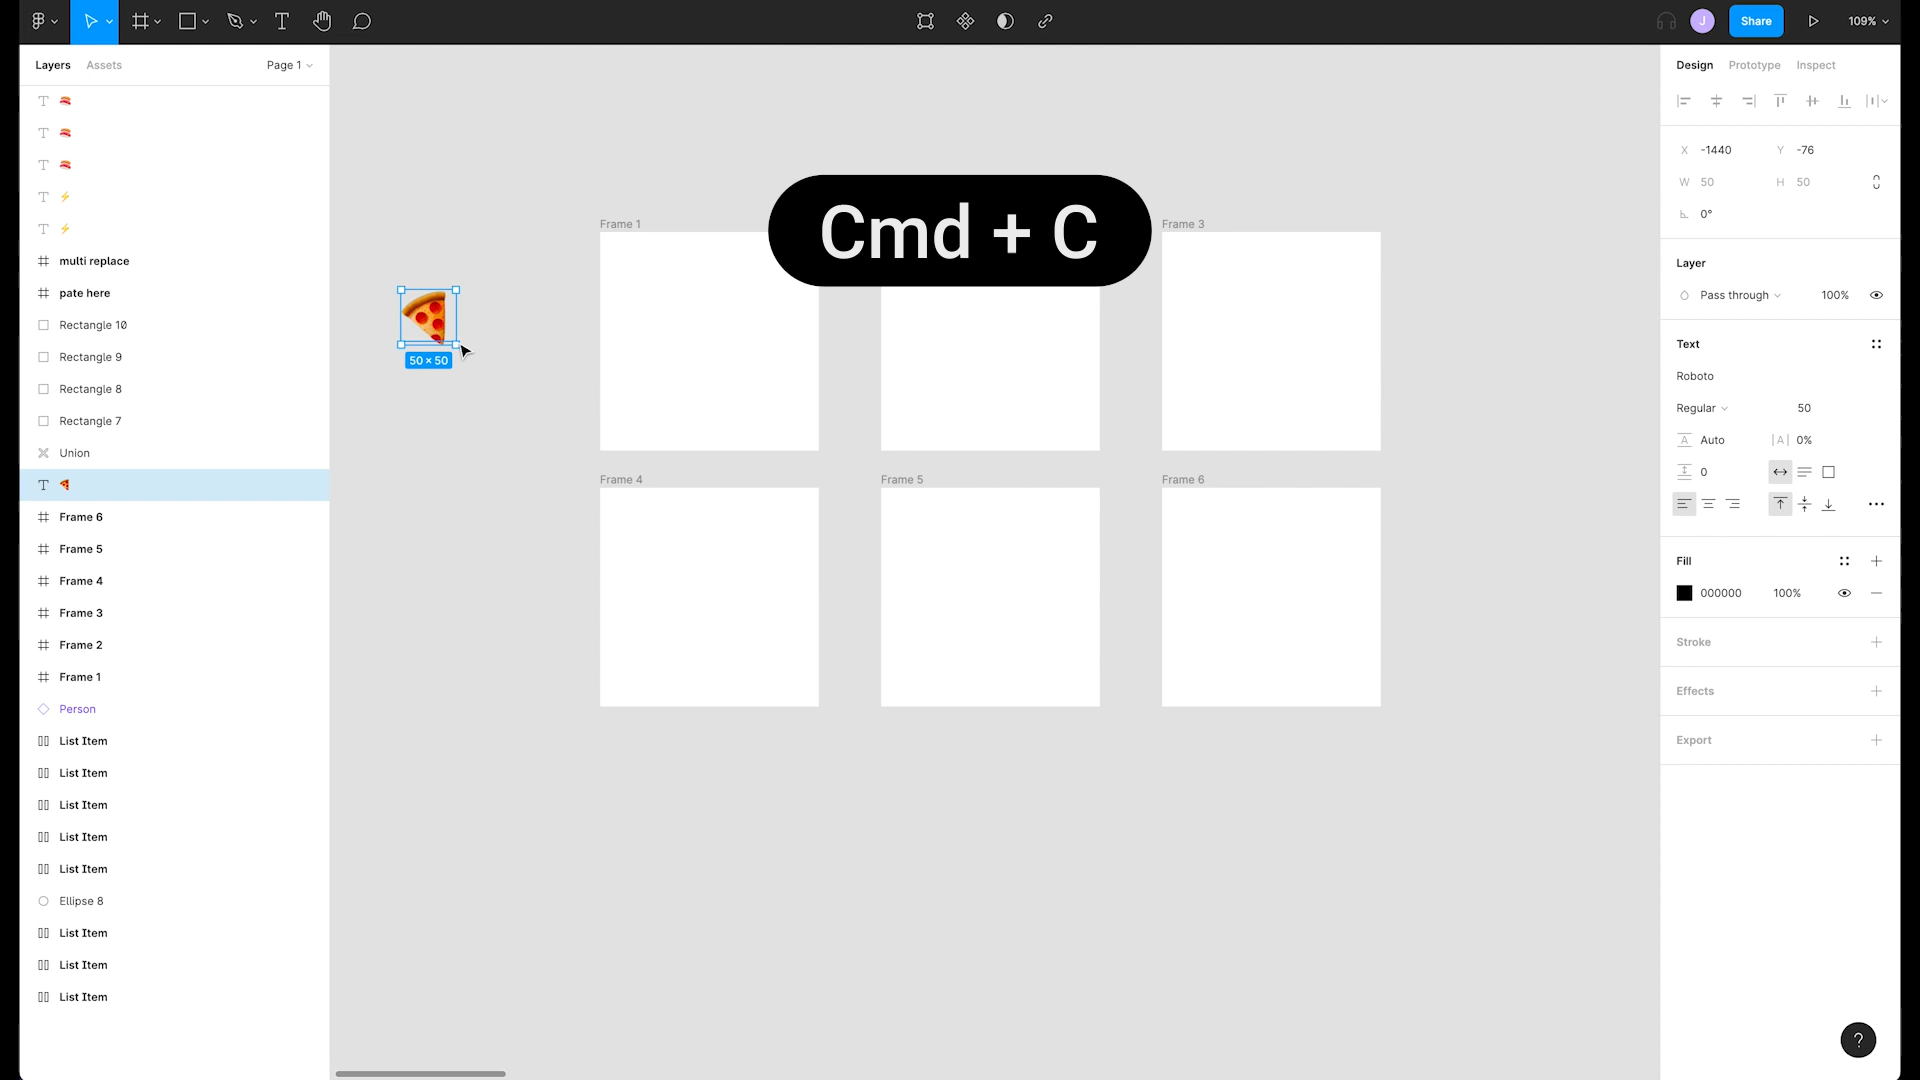 J
Share
109%
Layers
Assets
Page 1
Design
Prototype
Inspect
T 🥓
T 🥓
T 🥓
T ⚡
T ⚡
multi replace
pate here
Rectangle 10
Rectangle 9
Rectangle 8
Rectangle 7
Union
T 🍕
Frame 6
Frame 5
Frame 4
Frame 3
Frame 2
Frame 1
Person
List Item
List Item
List Item
List Item
List Item
Ellipse 8
List Item
List Item
List Item
Frame 1
Cmd + C
Frame 3
50 × 50
Frame 4
Frame 5
Frame 6
X -1440 Y -76
W 50 H 50
0°
Layer
Pass through 100%
Text
Roboto
Regular 50
A Auto |A| 0%
0
Fill
000000 100%
Stroke
Effects
Export
?